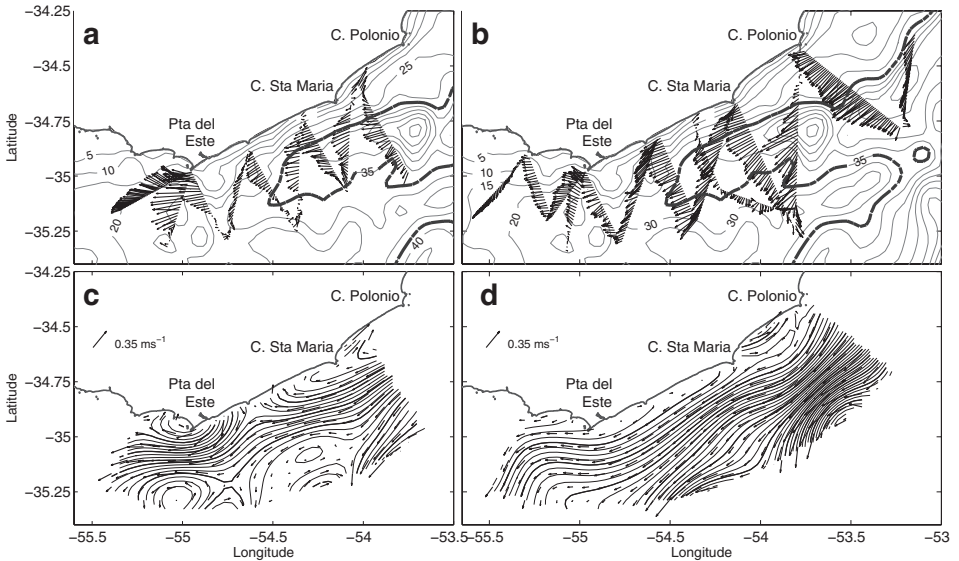 −34.25
−34.5
−34.75
−35
−35.25
Latitude
a
C. Polonio
C. Sta Maria
Pta del
Este
5
10
20
25
35
40
b
C. Polonio
C. Sta Maria
Pta del
Este
5
10
15
20
30
30
35
−34.25
−34.5
−34.75
−35
−35.25
Latitude
c
C. Polonio
0.35 ms⁻¹
C. Sta Maria
Pta del
Este
d
C. Polonio
0.35 ms⁻¹
C. Sta Maria
Pta del
Este
−55.5 −55 −54.5 −54 −53.5
Longitude
−55.5 −55 −54.5 −54 −53.5 −53
Longitude